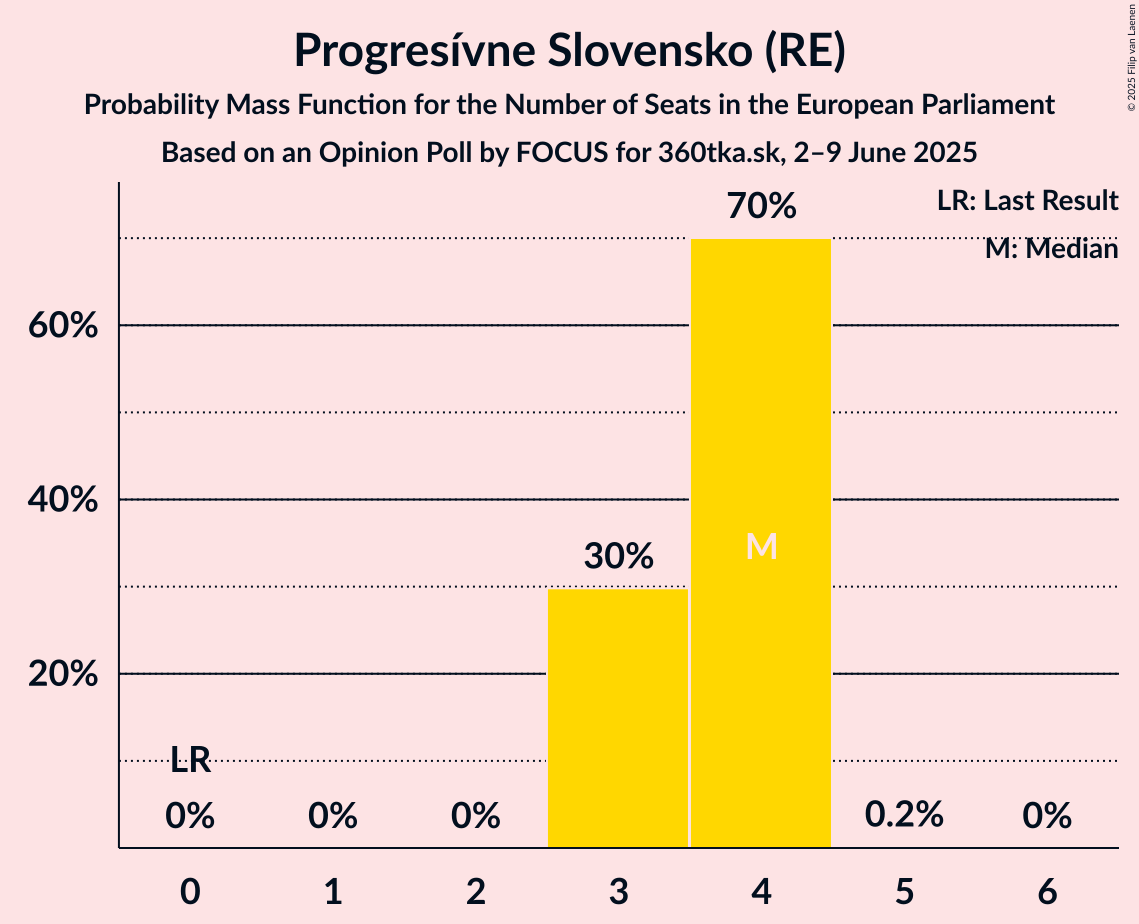 Progresívne Slovensko (RE)
Probability Mass Function for the Number of Seats in the European Parliament
Based on an Opinion Poll by FOCUS for 360tka.sk, 2–9 June 2025
© 2025 Filip van Laenen
LR: Last Result
M: Median
70%
60%
40%
30%
M
20%
LR
0%
0%
0%
0.2%
0%
0
1
2
3
4
5
6